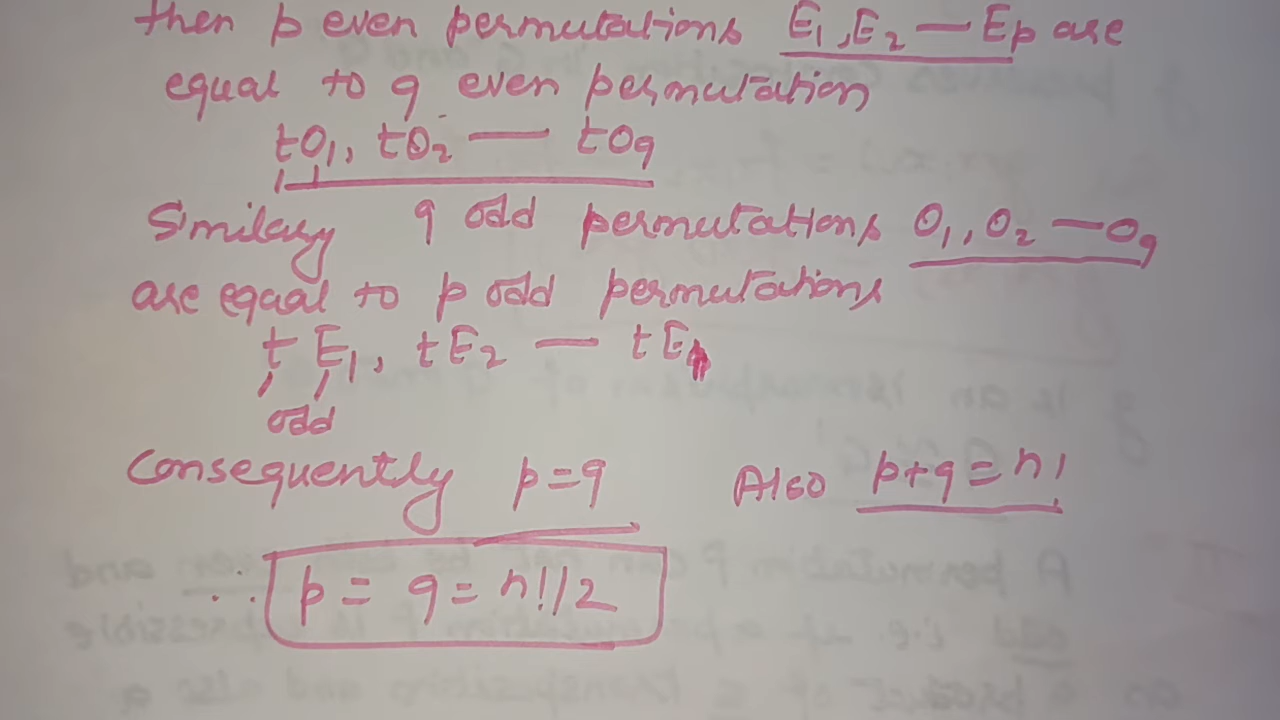 then p even permutations E1, E2 — Ep are
equal to q even permutation
tO1, tO2 — tOq
Similary q odd permutations O1, O2 — Oq
are equal to p odd permutations
tE1, tE2 — tEp
odd
Consequently p=q Also p+q=n!
∴ p = q = n!/2